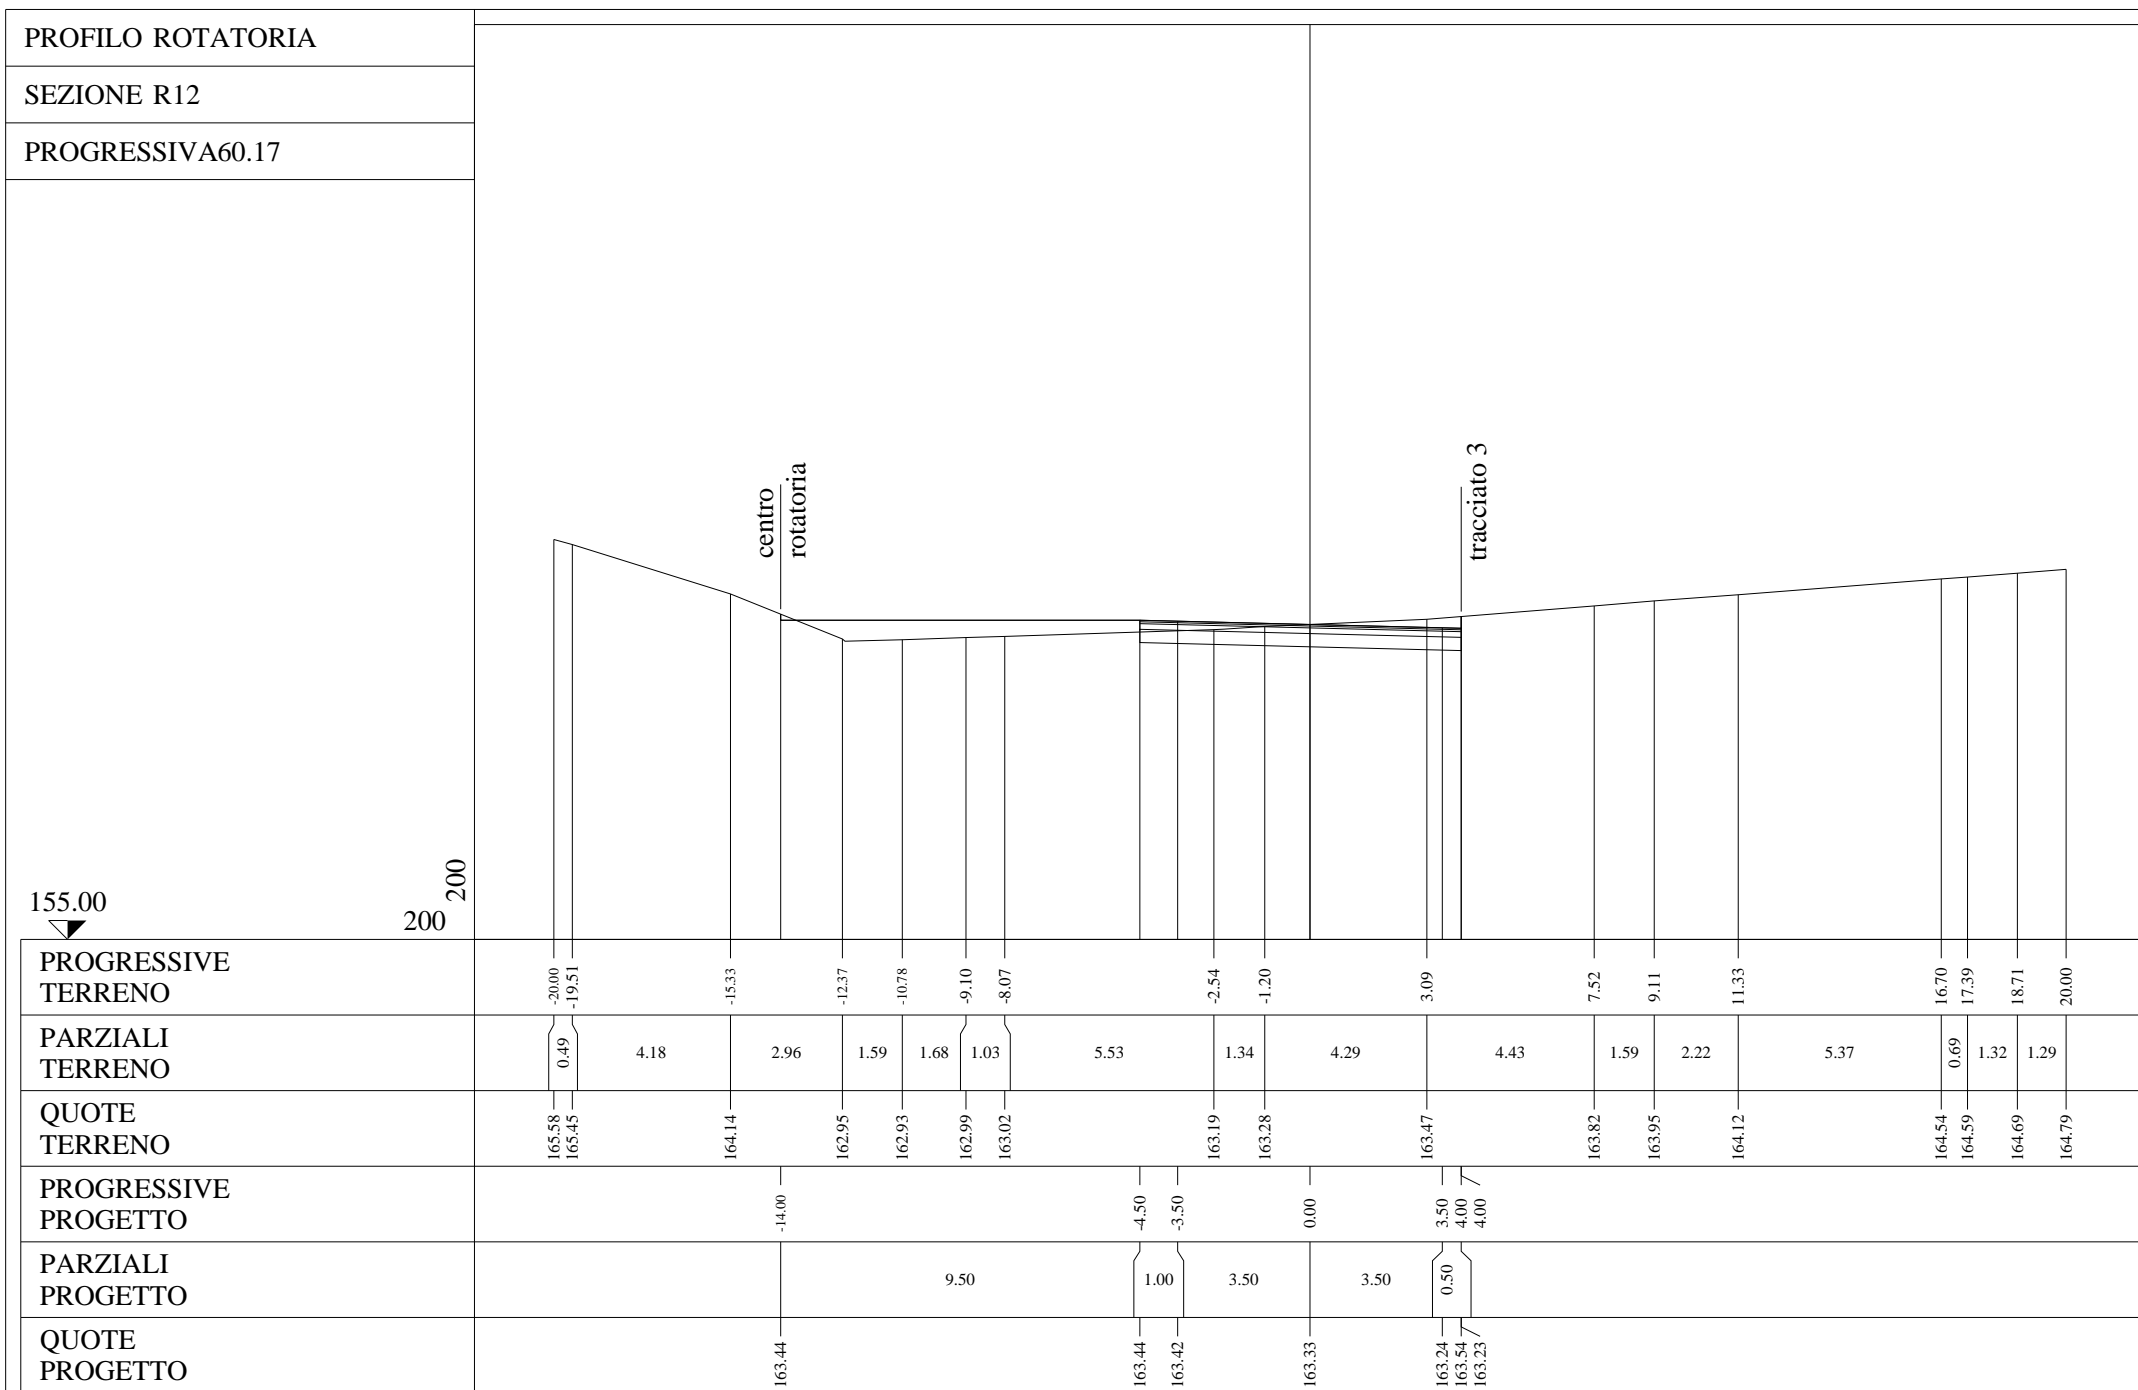 PROFILO ROTATORIA
SEZIONE R12
PROGRESSIVA60.17
centro
rotatoria
tracciato 3
200
155.00
200
PROGRESSIVE
TERRENO
-20.00 -19.51 -15.33 -12.37 -10.78 -9.10 -8.07 -2.54 -1.20 3.09 7.52 9.11 11.33 16.70 17.39 18.71 20.00
PARZIALI
TERRENO
0.49 4.18 2.96 1.59 1.68 1.03 5.53 1.34 4.29 4.43 1.59 2.22 5.37 0.69 1.32 1.29
QUOTE
TERRENO
165.58 165.45 164.14 162.95 162.93 162.99 163.02 163.19 163.28 163.47 163.82 163.95 164.12 164.54 164.59 164.69 164.79
PROGRESSIVE
PROGETTO
-14.00 -4.50 -3.50 0.00 3.50 4.00 4.00
PARZIALI
PROGETTO
9.50 1.00 3.50 3.50 0.50
QUOTE
PROGETTO
163.44 163.44 163.42 163.33 163.24 163.54 163.23